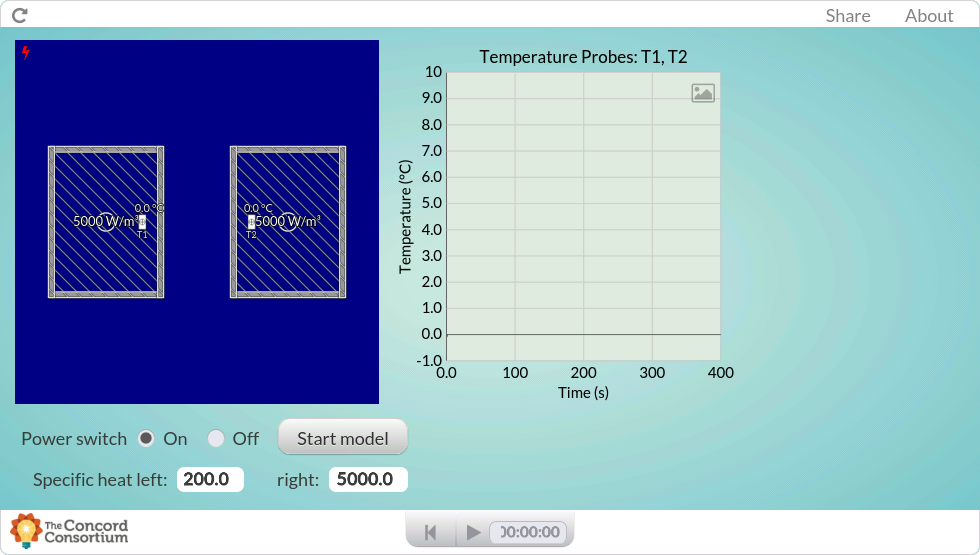 Share About
Temperature Probes: T1, T2
10
9.0
8.0
7.0
6.0
5.0
4.0
3.0
2.0
1.0
0.0
-1.0
Temperature (°C)
0.0 100 200 300 400
Time (s)
0.0 °C
5000 W/m³
T1
0.0 °C
5000 W/m³
T2
Power switch On Off Start model
Specific heat left: 200.0 right: 5000.0
The Concord
Consortium
00:00:00